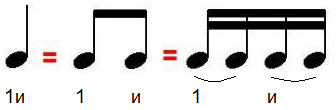 = =
1и 1 и 1 и